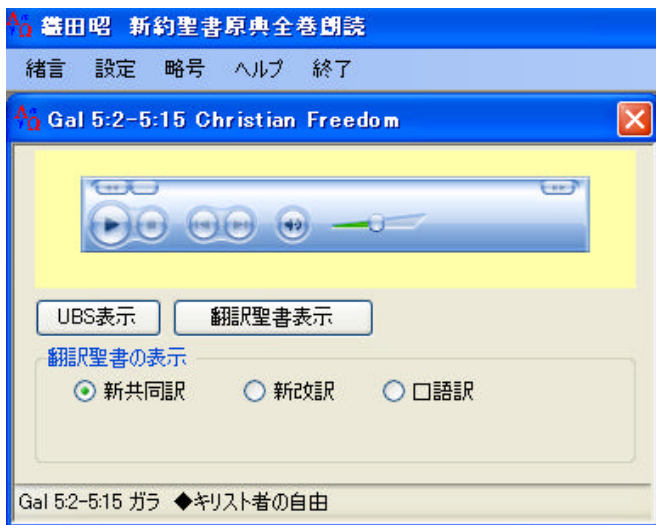 織田昭 新約聖書原典全巻朗読
緒言 設定 略号 ヘルプ 終了
Gal 5:2-5:15 Christian Freedom
UBS表示 翻訳聖書表示
翻訳聖書の表示
新共同訳 新改訳 口語訳
Gal 5:2-5:15 ガラ ◆キリスト者の自由